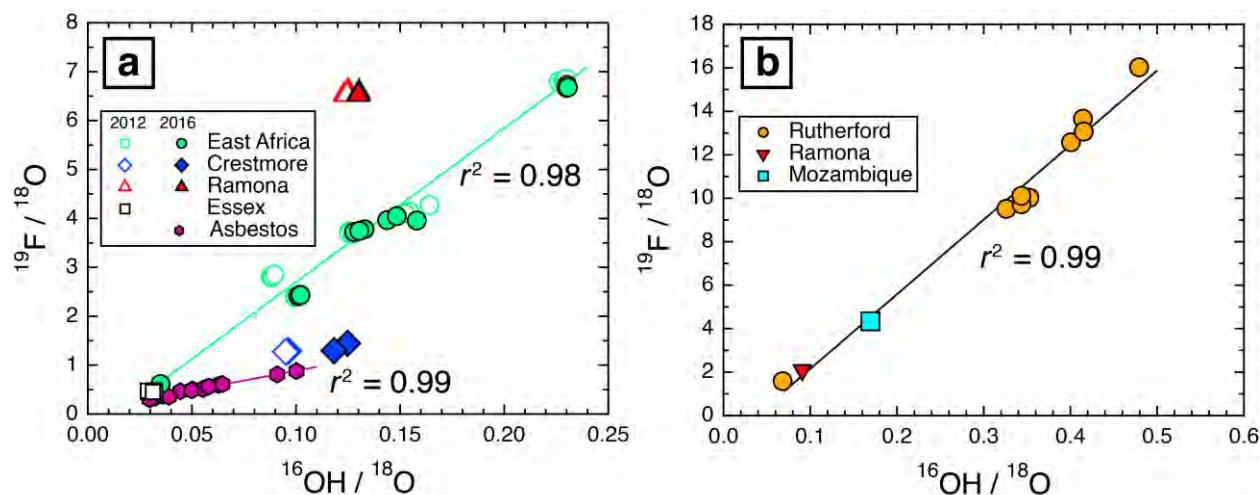 a
8
7
6
5
4
3
2
1
0
¹⁹F / ¹⁸O
2012 2016
East Africa
Crestmore
Ramona
Essex
Asbestos
r² = 0.98
r² = 0.99
0.00 0.05 0.10 0.15 0.20 0.25
¹⁶OH / ¹⁸O
b
18
16
14
12
10
8
6
4
2
0
¹⁹F / ¹⁸O
Rutherford
Ramona
Mozambique
r² = 0.99
0.0 0.1 0.2 0.3 0.4 0.5 0.6
¹⁶OH / ¹⁸O